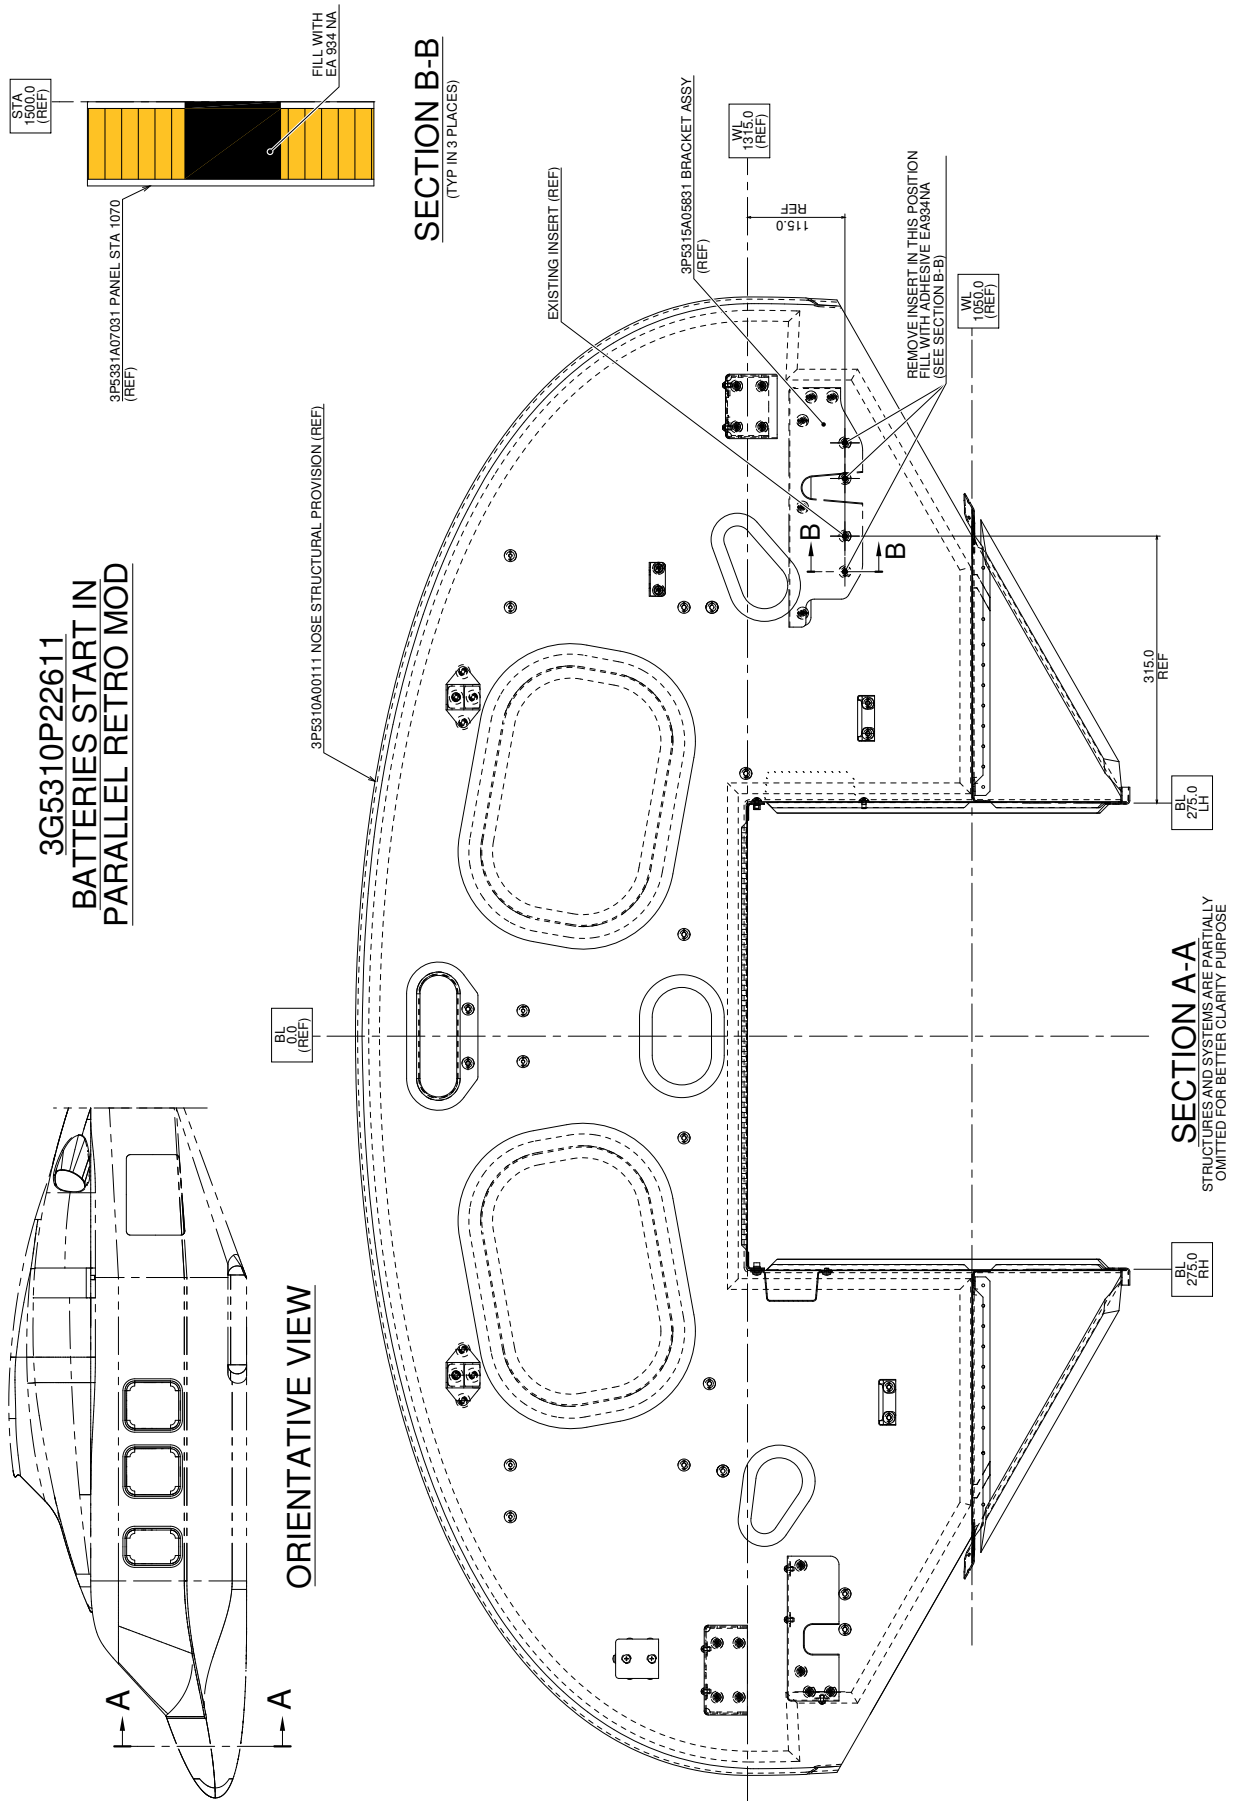 3G5310P22611
BATTERIES START IN
PARALLEL RETRO MOD
STA
1500.0
(REF)
3P5331A07031 PANEL STA 1070
(REF)
FILL WITH
EA 934 NA
SECTION B-B
(TYP IN 3 PLACES)
A
A
ORIENTATIVE VIEW
BL
0.0
(REF)
3P5310A00111 NOSE STRUCTURAL PROVISION (REF)
EXISTING INSERT (REF)
3P5315A05831 BRACKET ASSY
(REF)
WL
1315.0
(REF)
115.0
REF
B
B
REMOVE INSERT IN THIS POSITION
FILL WITH ADHESIVE EA934NA
(SEE SECTION B-B)
WL
1050.0
(REF)
315.0
REF
BL
275.0
RH
BL
275.0
LH
SECTION A-A
STRUCTURES AND SYSTEMS ARE PARTIALLY
OMITTED FOR BETTER CLARITY PURPOSE